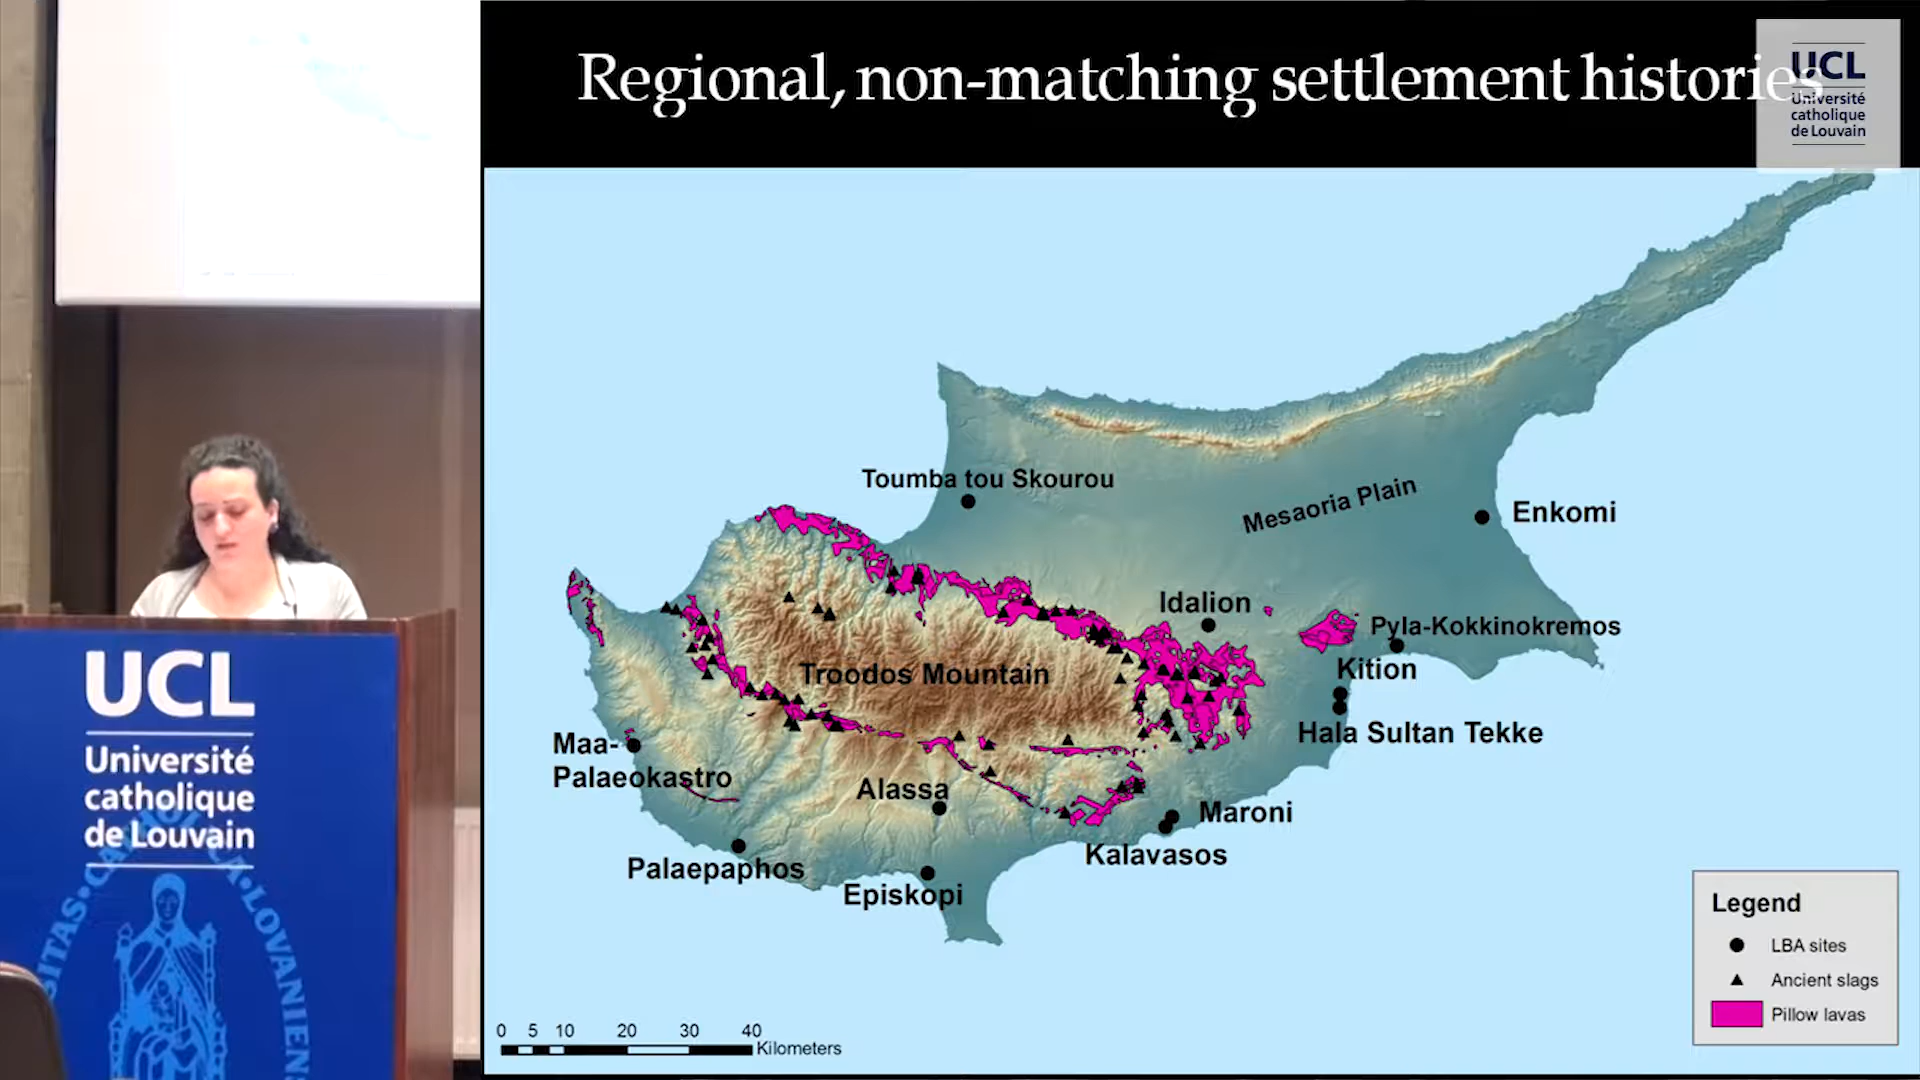 Regional, non-matching settlement histories
UCL
Université
catholique
de Louvain
Toumba tou Skourou
Mesaoria Plain
Enkomi
Idalion
Pyla-Kokkinokremos
Kition
Troodos Mountain
Hala Sultan Tekke
Maa-
Palaeokastro
Alassa
Maroni
Kalavasos
Palaepaphos
Episkopi
Legend
LBA sites
Ancient slags
Pillow lavas
0 5 10 20 30 40
Kilometers
UCL
Université
catholique
de Louvain